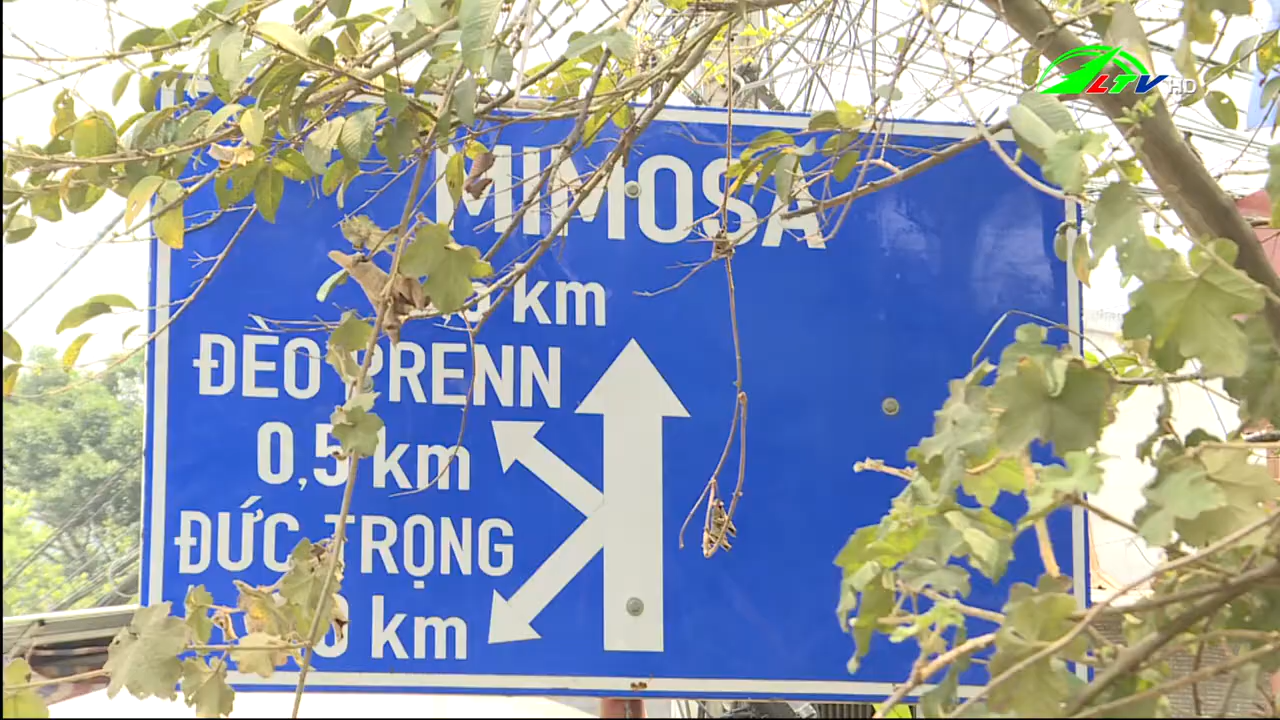 LTV HD
MIMOSA
km
ĐÈO PRENN
0,5 km
ĐỨC TRỌNG
km